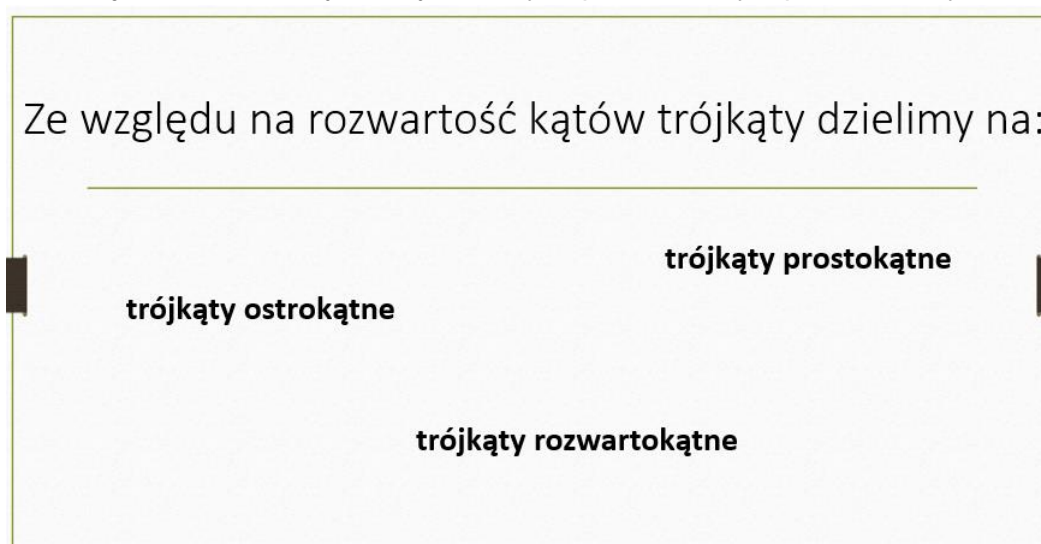 Ze względu na rozwartość kątów trójkąty dzielimy na:
trójkąty prostokątne
trójkąty ostrokątne
trójkąty rozwartokątne